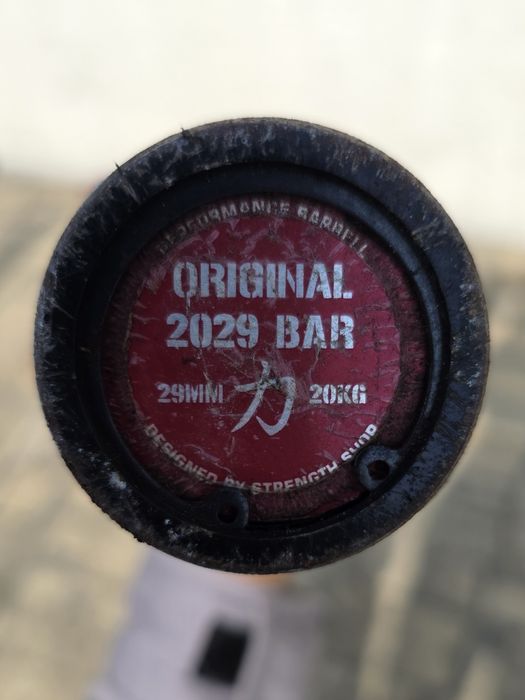 PERFORMANCE BARBELL
ORIGINAL
2029 BAR
29MM 力 20KG
DESIGNED BY STRENGTH SHOP